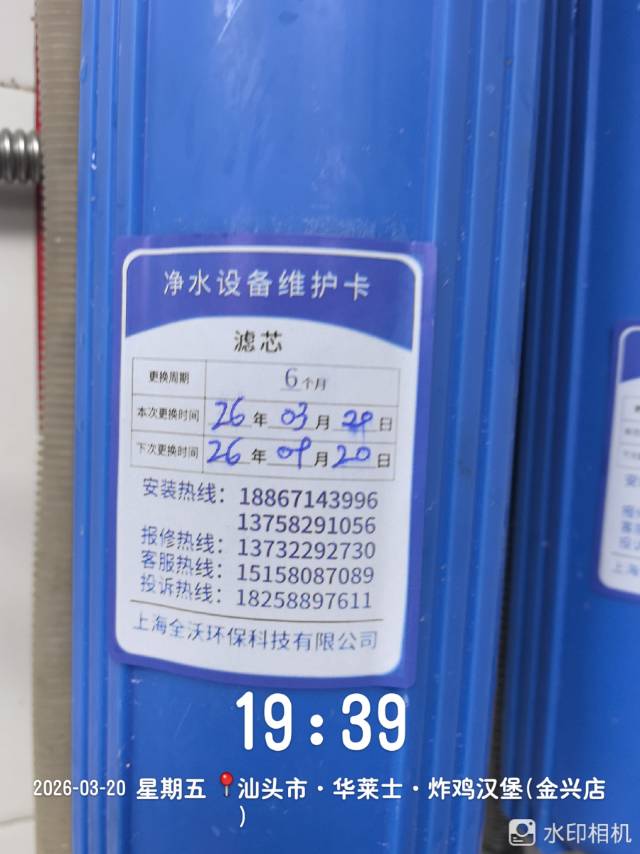 净水设备维护卡
滤芯
更换周期 6个月
本次更换时间 26年03月20日
下次更换时间 26年09月20日
安装热线：18867143996
13758291056
报修热线：13732292730
客服热线：15158087089
投诉热线：18258897611
上海全沃环保科技有限公司
19:39
2026-03-20 星期五 汕头市·华莱士·炸鸡汉堡(金兴店
)
水印相机